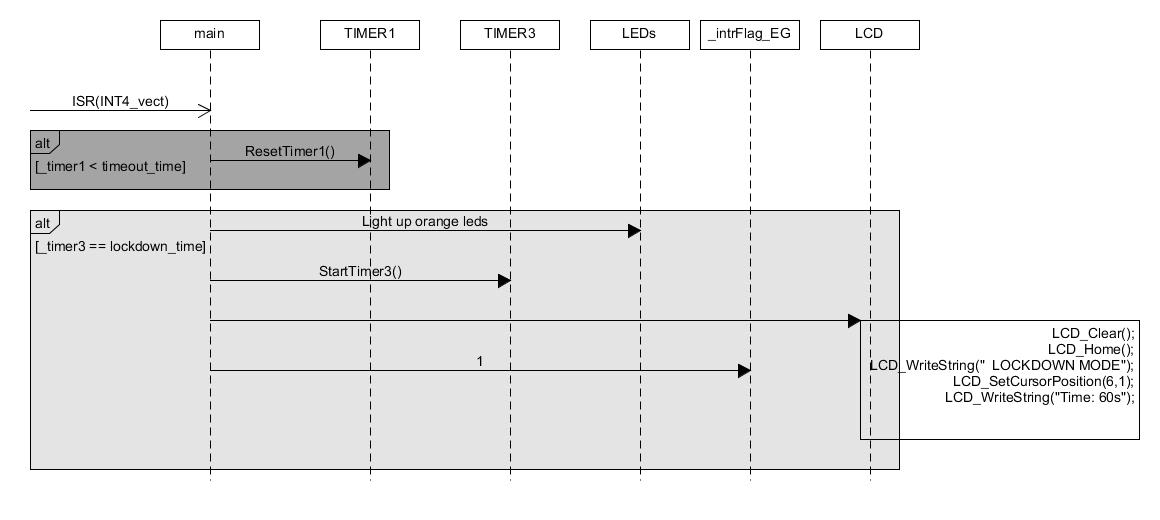 main TIMER1 TIMER3 LEDs _intrFlag_EG LCD
ISR(INT4_vect)
alt
ResetTimer1()
[_timer1 < timeout_time]
alt
Light up orange leds
[_timer3 == lockdown_time]
StartTimer3()
LCD_Clear();
LCD_Home();
LCD_WriteString("  LOCKDOWN MODE");
1
LCD_SetCursorPosition(6,1);
LCD_WriteString("Time: 60s");